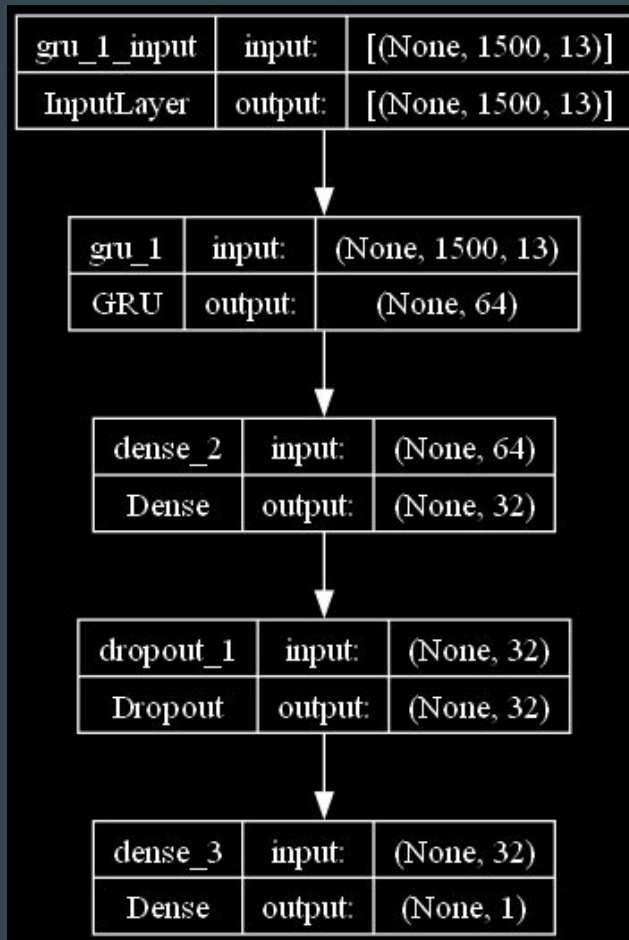 gru_1_input input: [(None, 1500, 13)]
InputLayer output: [(None, 1500, 13)]
gru_1 input: (None, 1500, 13)
GRU output: (None, 64)
dense_2 input: (None, 64)
Dense output: (None, 32)
dropout_1 input: (None, 32)
Dropout output: (None, 32)
dense_3 input: (None, 32)
Dense output: (None, 1)